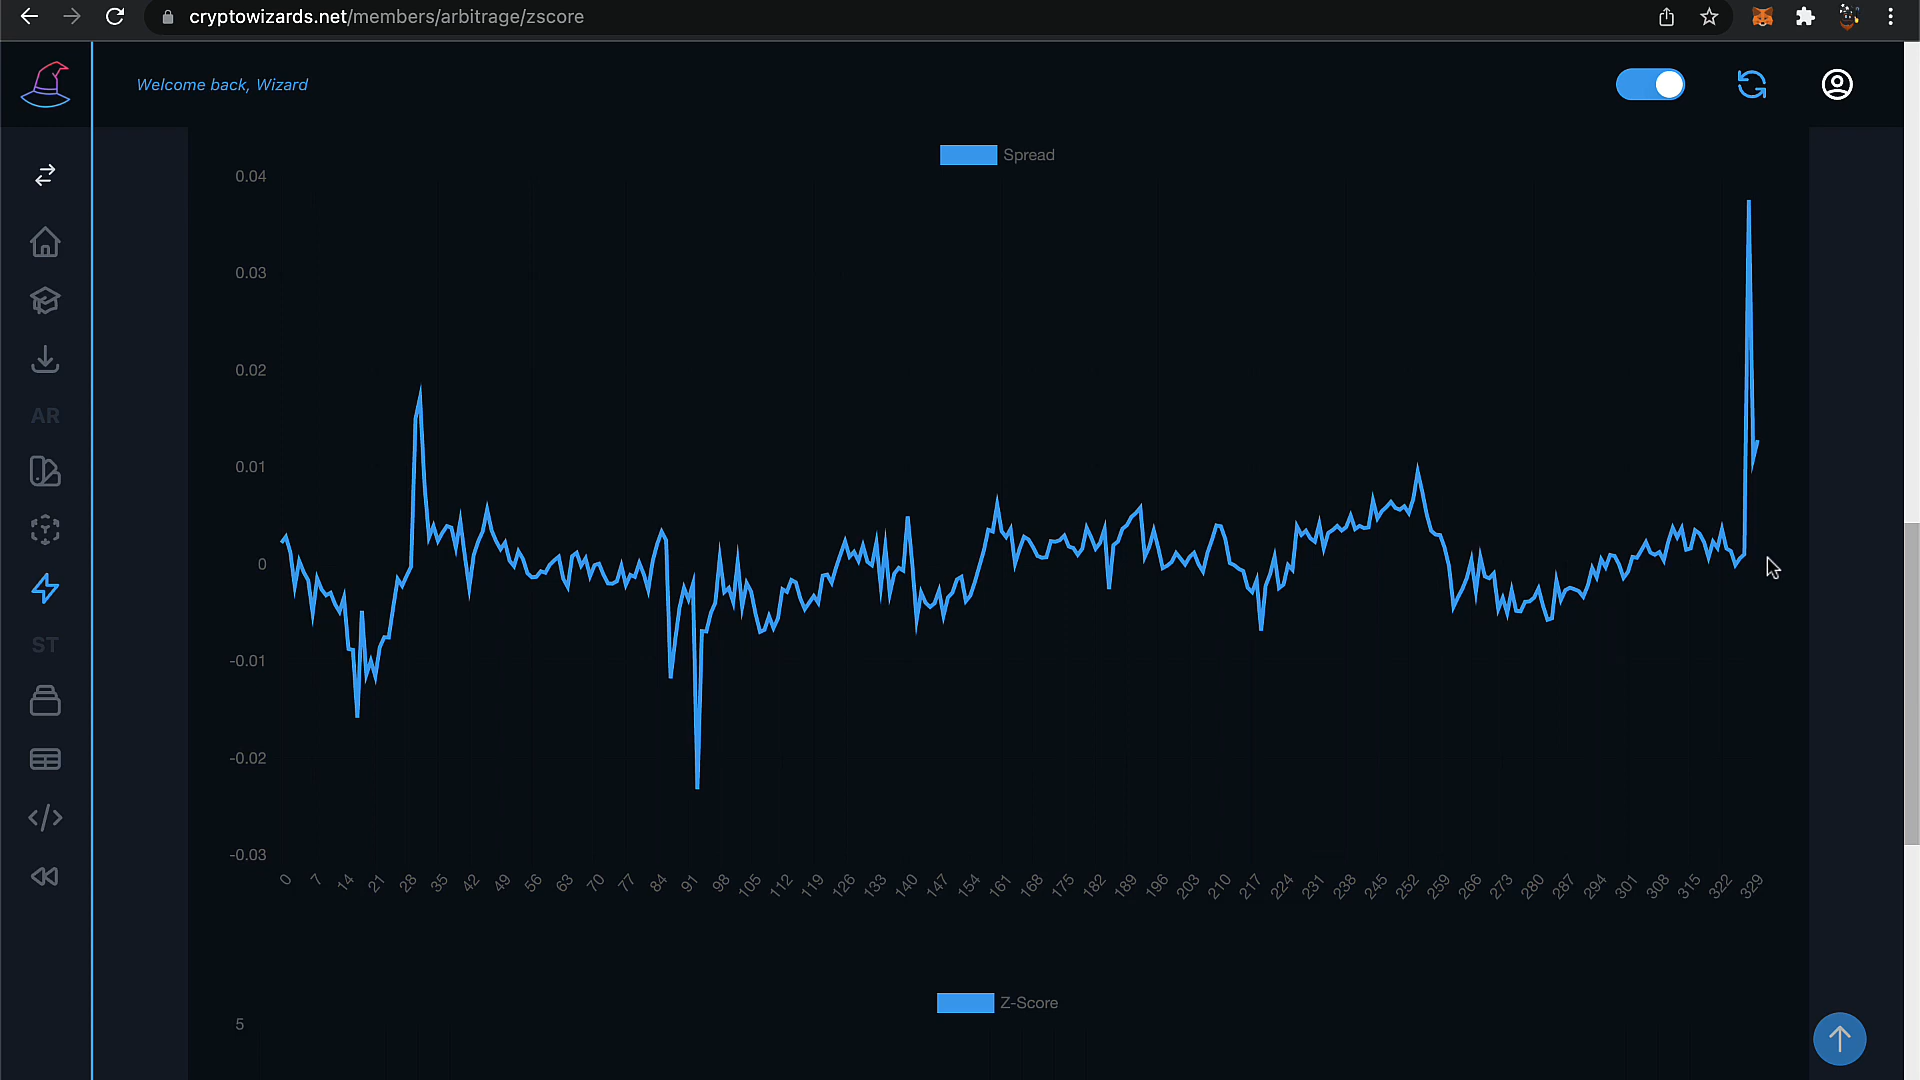 cryptowizards.net/members/arbitrage/zscore
Welcome back, Wizard
Spread
0.04
0.03
0.02
AR
0.01
0
ST
-0.01
-0.02
-0.03
0 7 14 21 28 35 42 49 56 63 70 77 84 91 98 105 112 119 126 133 140 147 154 161 168 175 182 189 196 203 210 217 224 231 238 245 252 259 266 273 280 287 294 301 308 315 322 329
Z-Score
5